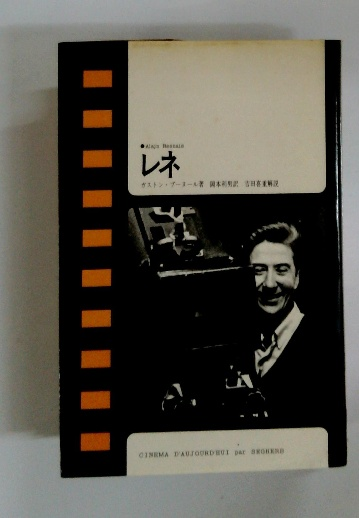 ●Alain Resnais
レネ
ガストン・ブーヌール著 岡本利男訳 吉田喜重解説
CINEMA D'AUJOURD'HUI par SEGHERS